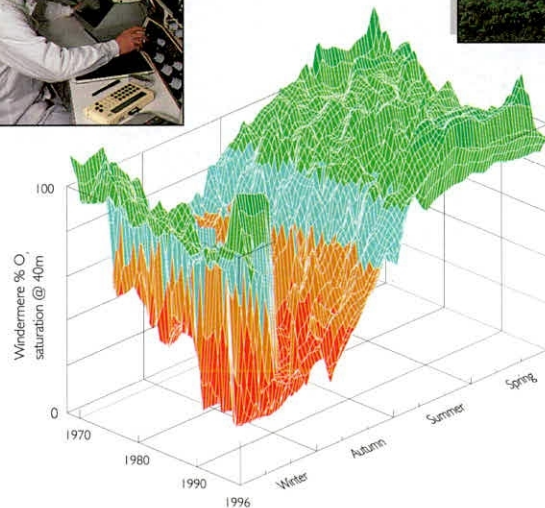 100
Windermere % O₂
saturation @ 40m
0
1970
1980
1990
1996
Winter
Autumn
Summer
Spring